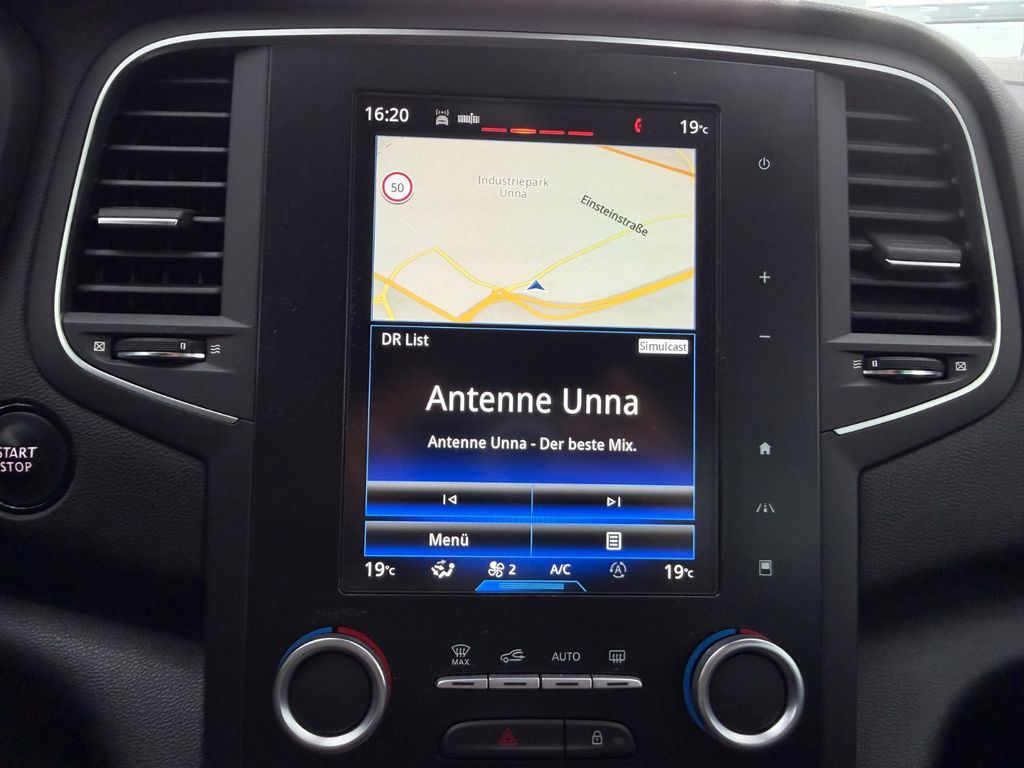 16:20
19°C
50
Industriepark
Unna
Einsteinstraße
DR List
Simulcast
Antenne Unna
Antenne Unna - Der beste Mix.
Menü
19°C
2
A/C
A
19°C
+
−
START
STOP
MAX
AUTO